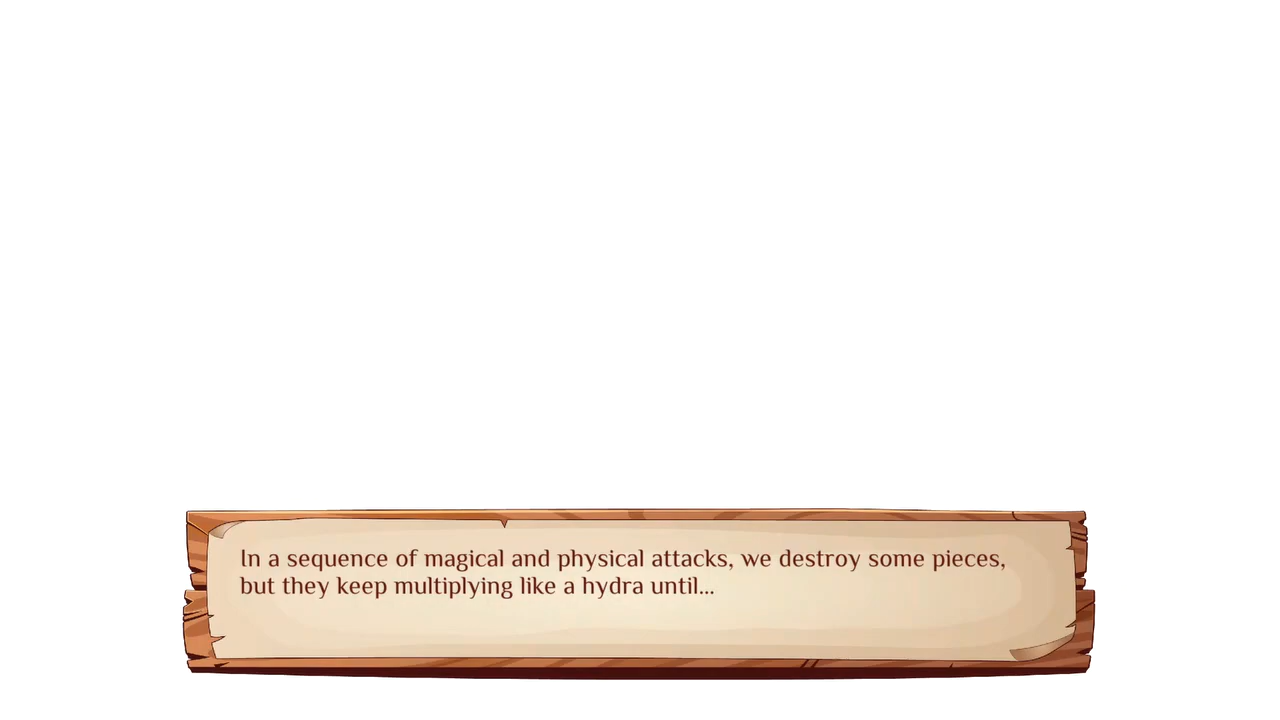 In a sequence of magical and physical attacks, we destroy some pieces,
but they keep multiplying like a hydra until...